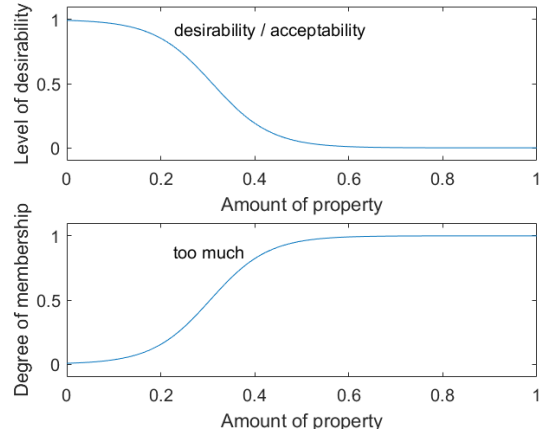 Level of desirability
1
0.5
0
desirability / acceptability
0 0.2 0.4 0.6 0.8 1
Amount of property
Degree of membership
1
0.5
0
too much
0 0.2 0.4 0.6 0.8 1
Amount of property